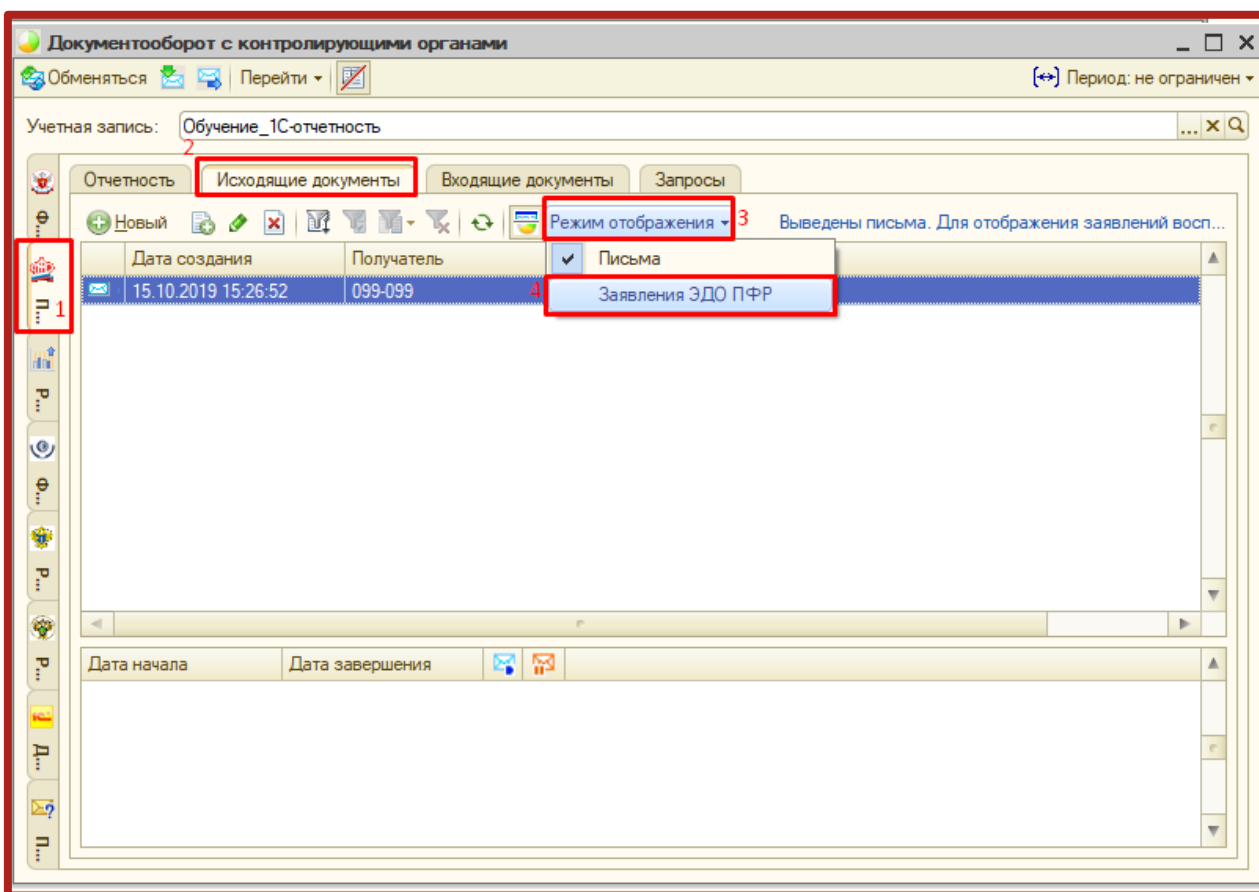 Документооборот с контролирующими органами
Обменяться Перейти Период: не ограничен
Учетная запись: Обучение_1С-отчетность ...
2
Отчетность Исходящие документы Входящие документы Запросы
Новый Режим отображения 3 Выведены письма. Для отображения заявлений восп...
Дата создания Получатель Письма
15.10.2019 15:26:52 099-099 4 Заявления ЭДО ПФР
Ф...
П... 1
Р...
Ф...
Р...
Р...
Д...
П...
Дата начала Дата завершения